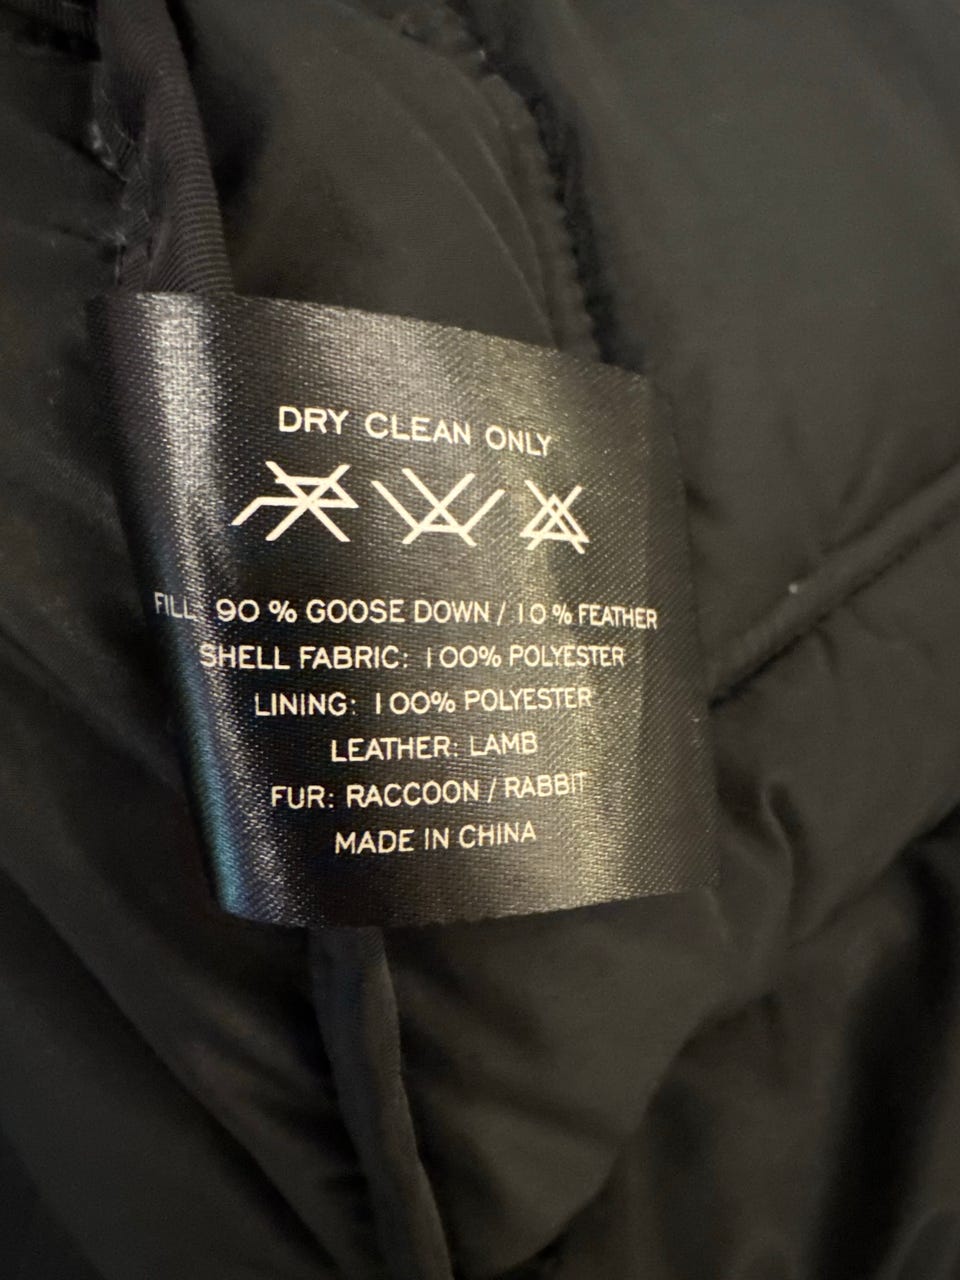 DRY CLEAN ONLY
FILL: 90 % GOOSE DOWN / 10 % FEATHER
SHELL FABRIC: 100% POLYESTER
LINING: 100% POLYESTER
LEATHER: LAMB
FUR: RACCOON / RABBIT
MADE IN CHINA